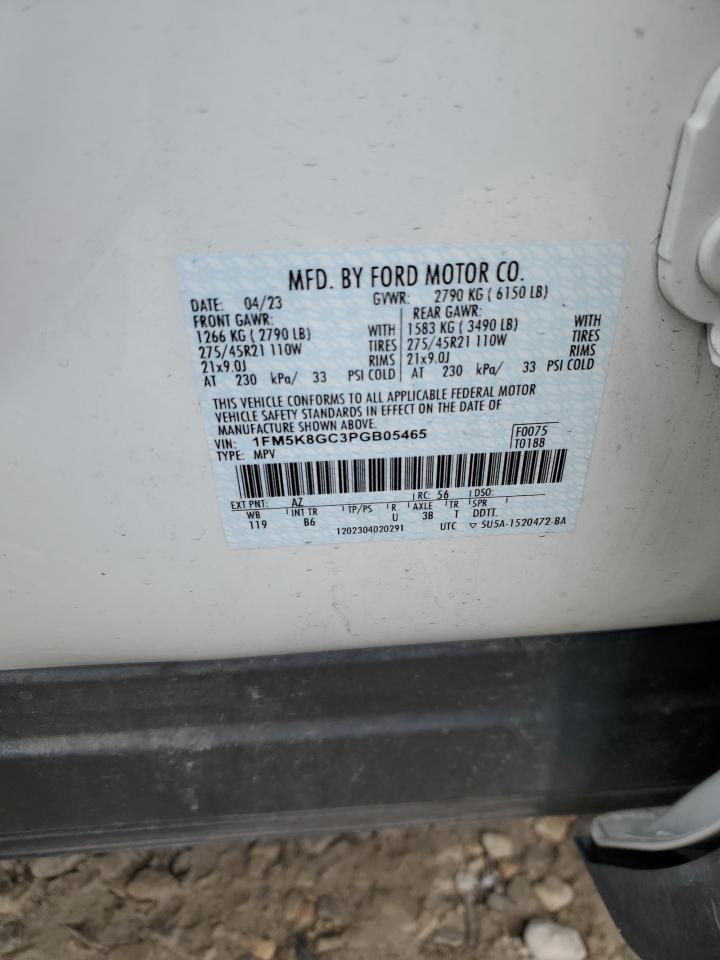 MFD. BY FORD MOTOR CO.
DATE: 04/23 GVWR: 2790 KG ( 6150 LB)
FRONT GAWR: REAR GAWR:
1266 KG ( 2790 LB) WITH 1583 KG ( 3490 LB) WITH
275/45R21 110W TIRES 275/45R21 110W TIRES
21x9.0J RIMS 21x9.0J RIMS
AT 230 kPa/ 33 PSI COLD AT 230 kPa/ 33 PSI COLD
THIS VEHICLE CONFORMS TO ALL APPLICABLE FEDERAL MOTOR
VEHICLE SAFETY STANDARDS IN EFFECT ON THE DATE OF
MANUFACTURE SHOWN ABOVE.
VIN: 1FM5K8GC3PGB05465 F0075
TYPE: MPV T0188
EXT PNT: AZ RC: 56 DSO:
WB INT TR TP/PS R AXLE TR SPR
119 B6 U 3B T DDTT
1202304020291 UTC ▽ 5U5A-1520472-BA